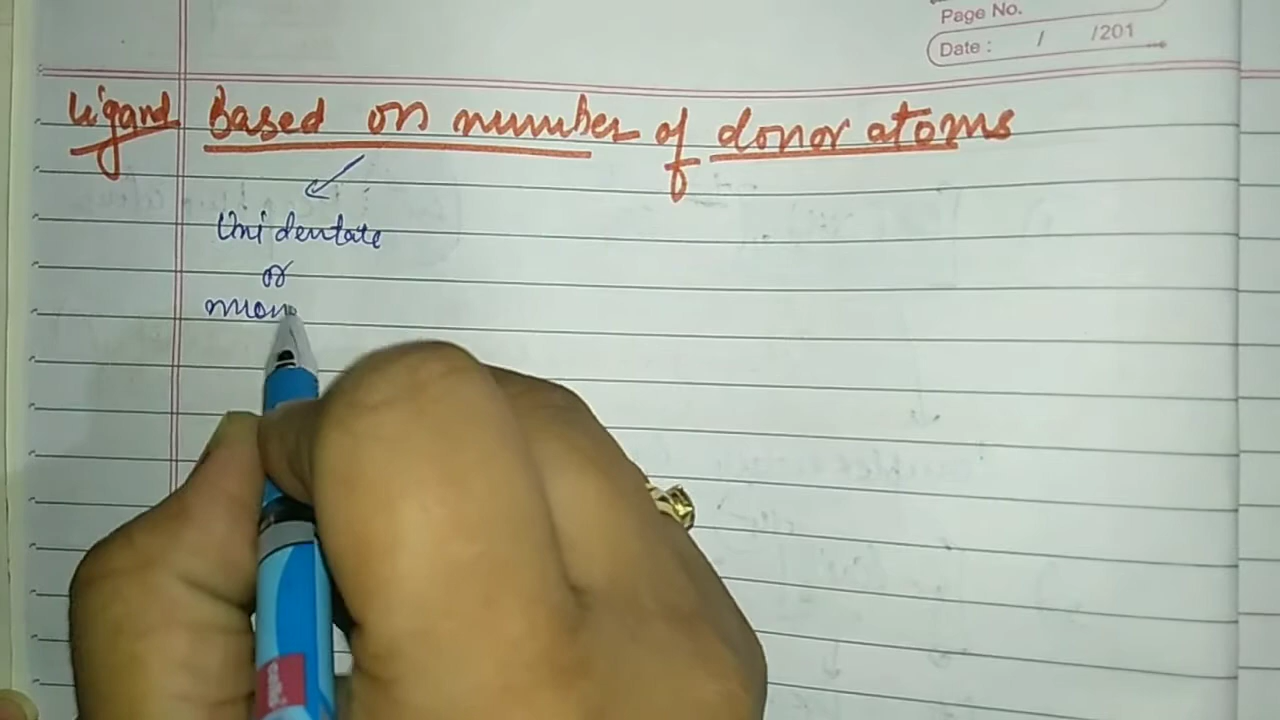 Page No.
Date : / /201
Ligand Based on number of donor atoms
Unidentate
or
mono